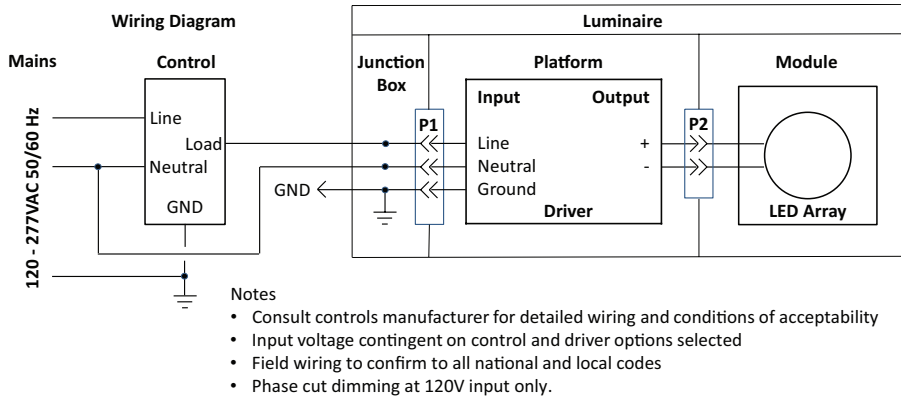 Wiring Diagram
Luminaire
Mains
Control
Junction
Box
Platform
Module
120 - 277VAC 50/60 Hz
Line
Load
Neutral
GND
GND
P1
Input
Output
Line
Neutral
Ground
+
-
Driver
P2
LED Array
Notes
• Consult controls manufacturer for detailed wiring and conditions of acceptability
• Input voltage contingent on control and driver options selected
• Field wiring to confirm to all national and local codes
• Phase cut dimming at 120V input only.